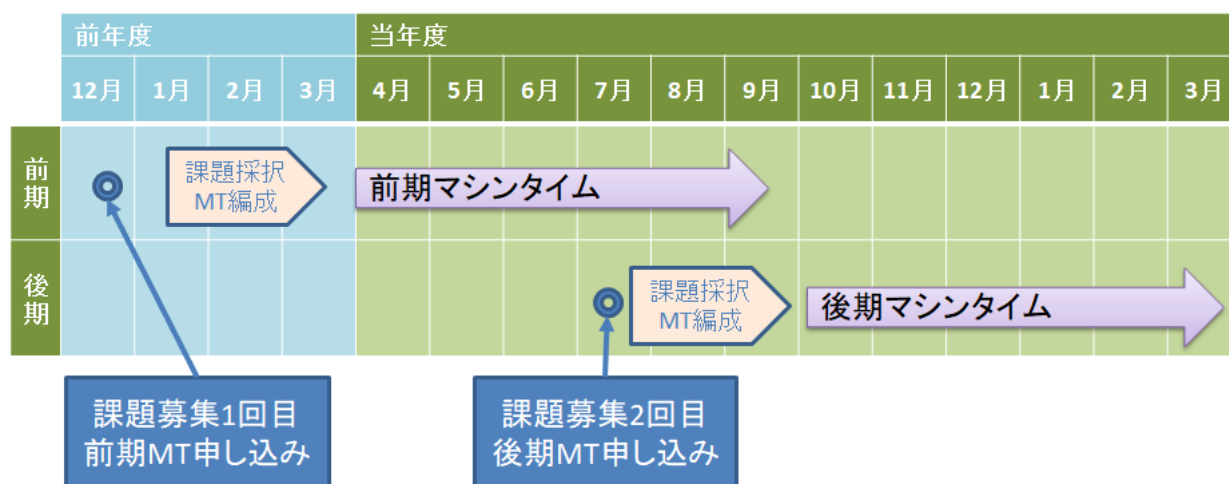 前年度
当年度
12月 1月 2月 3月 4月 5月 6月 7月 8月 9月 10月 11月 12月 1月 2月 3月
前期
課題採択
MT編成
前期マシンタイム
後期
課題採択
MT編成
後期マシンタイム
課題募集1回目
前期MT申し込み
課題募集2回目
後期MT申し込み